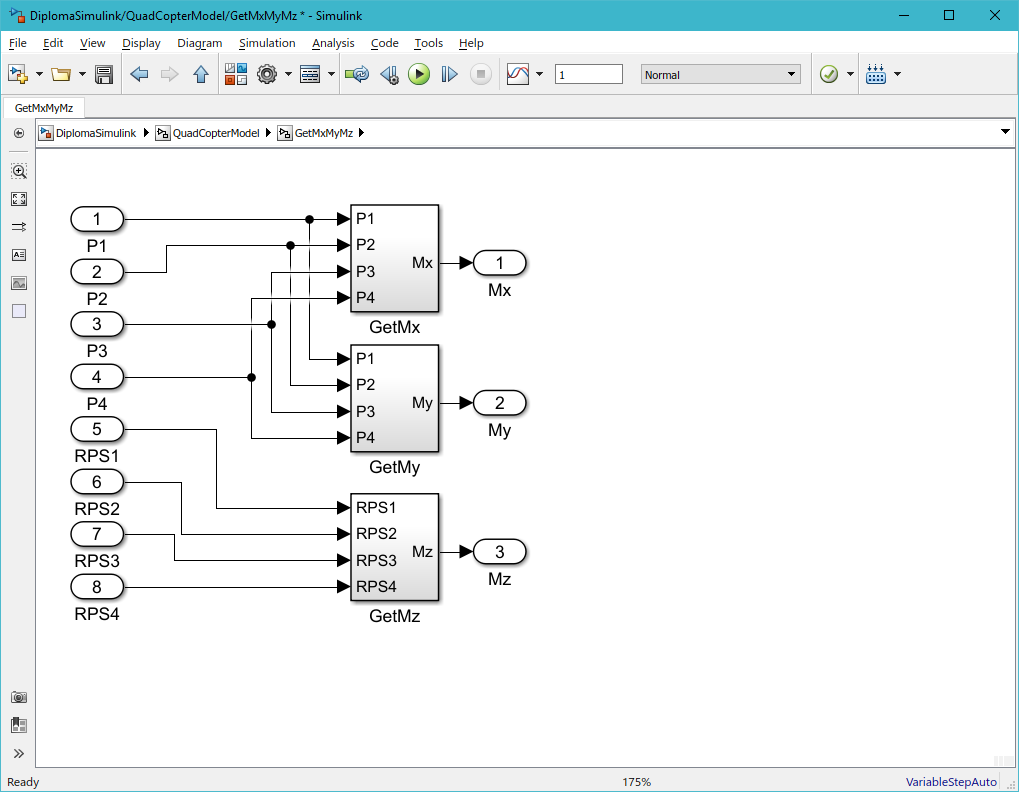 DiplomaSimulink/QuadCopterModel/GetMxMyMz * - Simulink
File Edit View Display Diagram Simulation Analysis Code Tools Help
1 Normal
GetMxMyMz
DiplomaSimulink QuadCopterModel GetMxMyMz
1
P1
2
P2
3
P3
4
P4
5
RPS1
6
RPS2
7
RPS3
8
RPS4
P1
P2
P3
P4
Mx
GetMx
1
Mx
P1
P2
P3
P4
My
GetMy
2
My
RPS1
RPS2
RPS3
RPS4
Mz
GetMz
3
Mz
Ready 175% VariableStepAuto